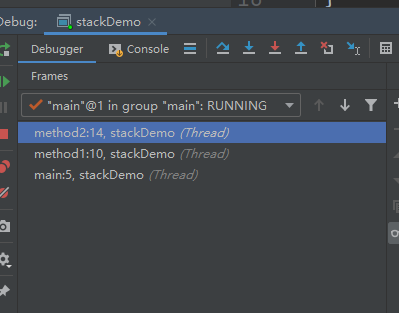 Debug: stackDemo
Debugger Console
Frames
"main"@1 in group "main": RUNNING
method2:14, stackDemo (Thread)
method1:10, stackDemo (Thread)
main:5, stackDemo (Thread)